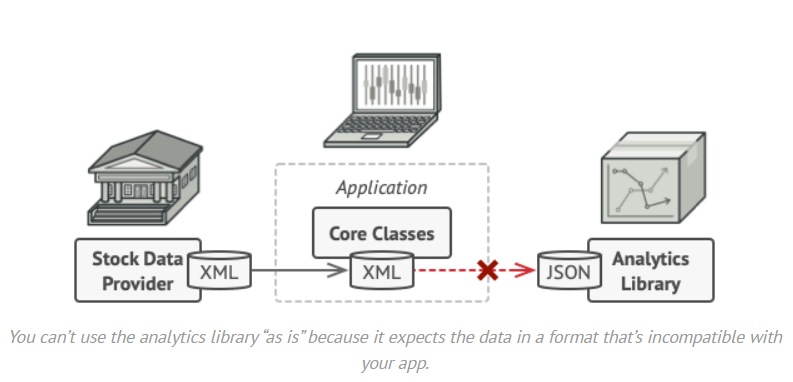 Application
Core Classes
Stock Data
Provider
XML
XML
JSON
Analytics
Library
You can’t use the analytics library “as is” because it expects the data in a format that’s incompatible with
your app.